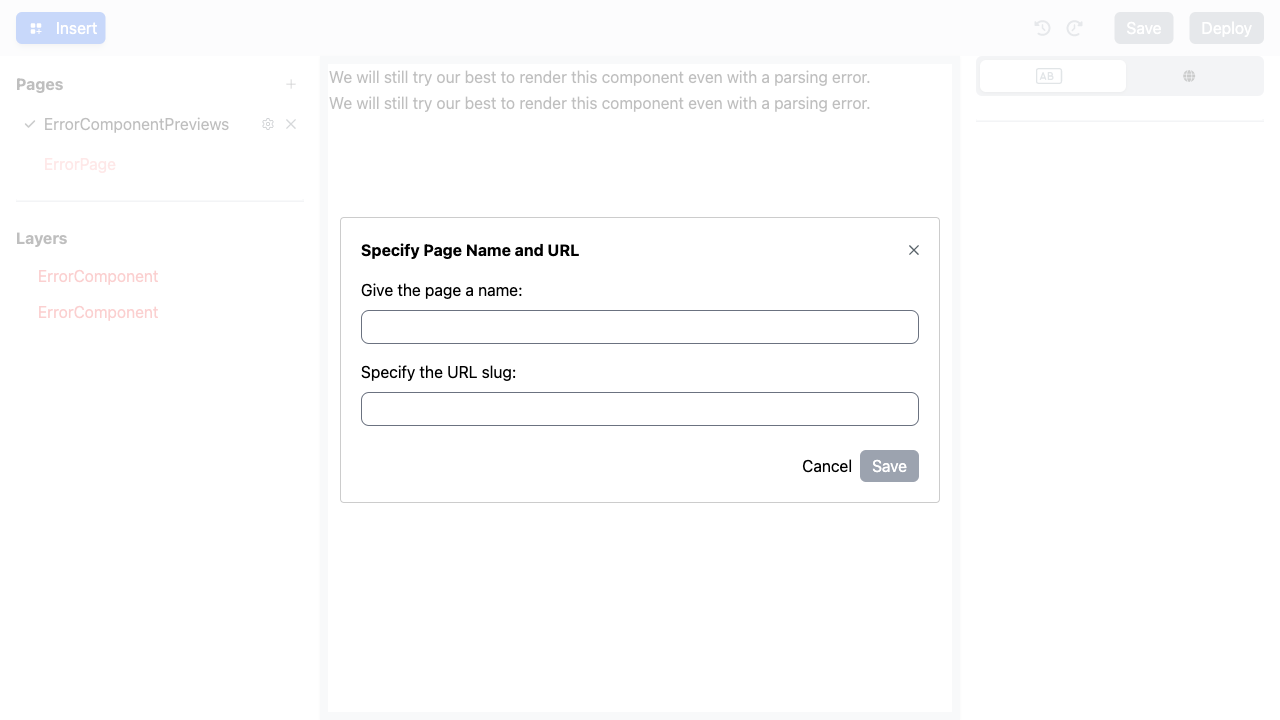 Insert
Save
Deploy
Pages
ErrorComponentPreviews
ErrorPage
Layers
ErrorComponent
ErrorComponent
We will still try our best to render this component even with a parsing error.
We will still try our best to render this component even with a parsing error.
AB
Specify Page Name and URL
Give the page a name:
Specify the URL slug:
Cancel
Save